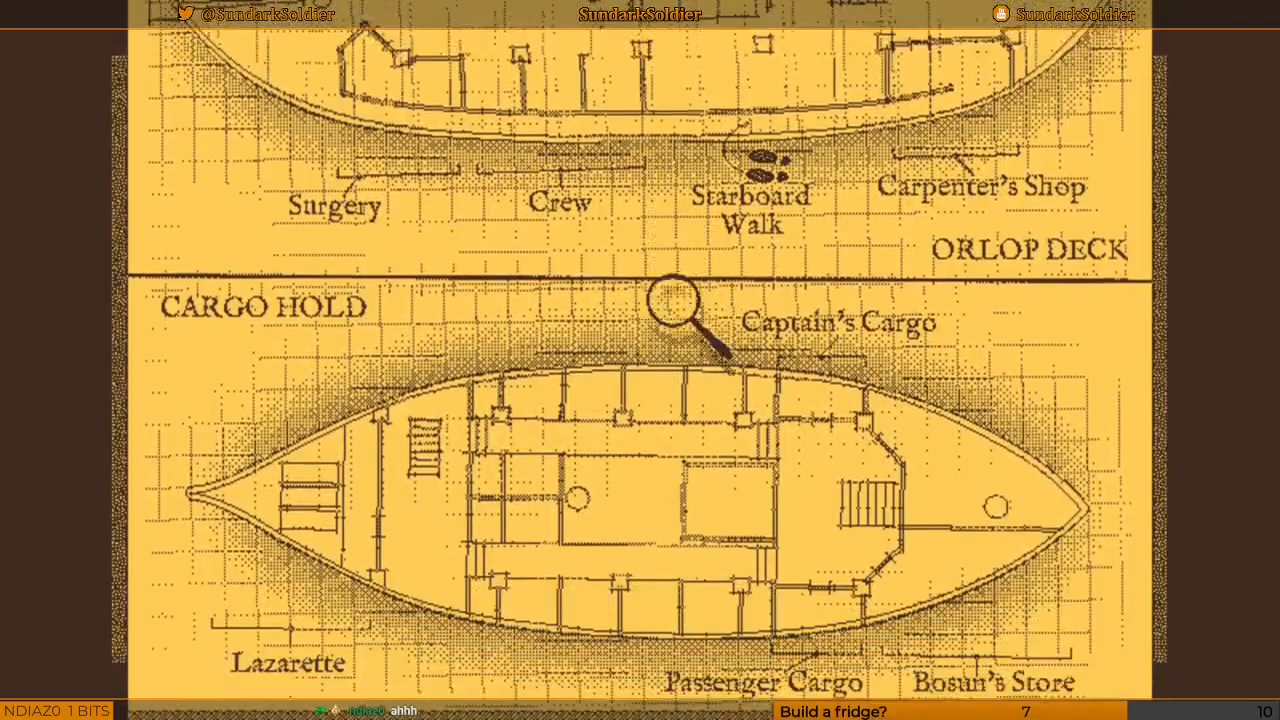 @SundarkSoldier
SundarkSoldier
SundarkSoldier
Surgery
Crew
Starboard
Walk
Carpenter's Shop
ORLOP DECK
CARGO HOLD
Captain's Cargo
Lazarette
Passenger Cargo
Bosun's Store
NDIAZ0 1 BITS
ndiaz0 ahhh
Build a fridge?
7
10